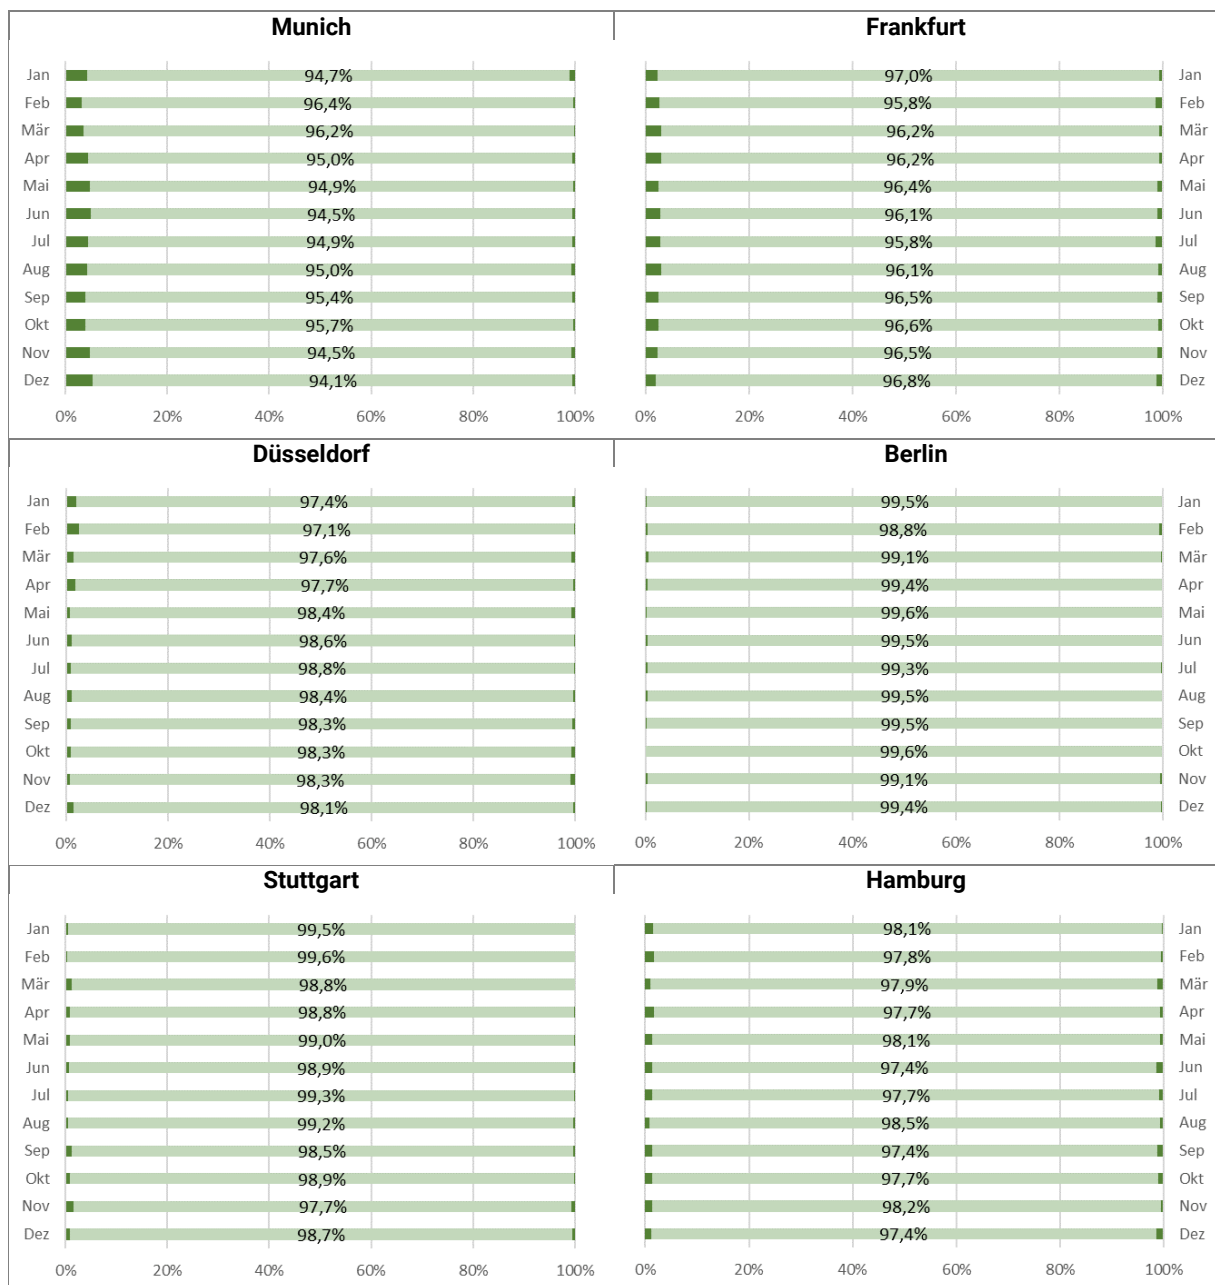 Munich Frankfurt
Jan 94,7% 97,0% Jan
Feb 96,4% 95,8% Feb
Mär 96,2% 96,2% Mär
Apr 95,0% 96,2% Apr
Mai 94,9% 96,4% Mai
Jun 94,5% 96,1% Jun
Jul 94,9% 95,8% Jul
Aug 95,0% 96,1% Aug
Sep 95,4% 96,5% Sep
Okt 95,7% 96,6% Okt
Nov 94,5% 96,5% Nov
Dez 94,1% 96,8% Dez
0% 20% 40% 60% 80% 100% 0% 20% 40% 60% 80% 100%
Düsseldorf Berlin
Jan 97,4% 99,5% Jan
Feb 97,1% 98,8% Feb
Mär 97,6% 99,1% Mär
Apr 97,7% 99,4% Apr
Mai 98,4% 99,6% Mai
Jun 98,6% 99,5% Jun
Jul 98,8% 99,3% Jul
Aug 98,4% 99,5% Aug
Sep 98,3% 99,5% Sep
Okt 98,3% 99,6% Okt
Nov 98,3% 99,1% Nov
Dez 98,1% 99,4% Dez
0% 20% 40% 60% 80% 100% 0% 20% 40% 60% 80% 100%
Stuttgart Hamburg
Jan 99,5% 98,1% Jan
Feb 99,6% 97,8% Feb
Mär 98,8% 97,9% Mär
Apr 98,8% 97,7% Apr
Mai 99,0% 98,1% Mai
Jun 98,9% 97,4% Jun
Jul 99,3% 97,7% Jul
Aug 99,2% 98,5% Aug
Sep 98,5% 97,4% Sep
Okt 98,9% 97,7% Okt
Nov 97,7% 98,2% Nov
Dez 98,7% 97,4% Dez
0% 20% 40% 60% 80% 100% 0% 20% 40% 60% 80% 100%